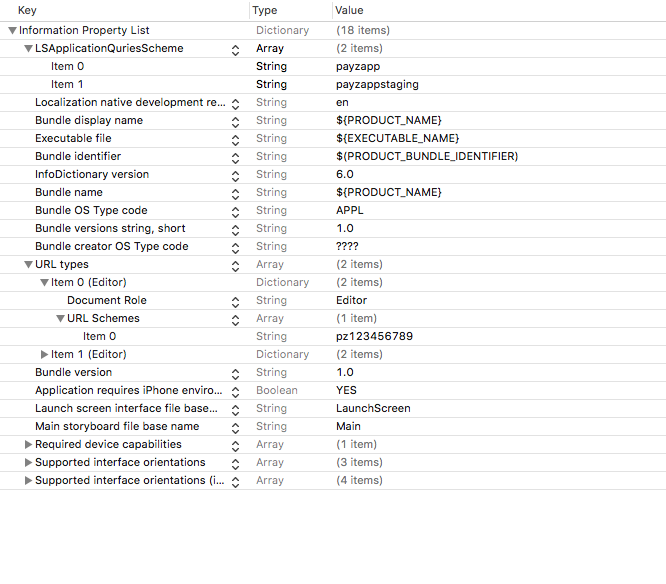 Key Type Value
Information Property List Dictionary (18 items)
LSApplicationQuriesScheme Array (2 items)
Item 0 String payzapp
Item 1 String payzappstaging
Localization native development re... String en
Bundle display name String ${PRODUCT_NAME}
Executable file String ${EXECUTABLE_NAME}
Bundle identifier String $(PRODUCT_BUNDLE_IDENTIFIER)
InfoDictionary version String 6.0
Bundle name String ${PRODUCT_NAME}
Bundle OS Type code String APPL
Bundle versions string, short String 1.0
Bundle creator OS Type code String ????
URL types Array (2 items)
Item 0 (Editor) Dictionary (2 items)
Document Role String Editor
URL Schemes Array (1 item)
Item 0 String pz123456789
Item 1 (Editor) Dictionary (2 items)
Bundle version String 1.0
Application requires iPhone enviro... Boolean YES
Launch screen interface file base... String LaunchScreen
Main storyboard file base name String Main
Required device capabilities Array (1 item)
Supported interface orientations Array (3 items)
Supported interface orientations (i... Array (4 items)